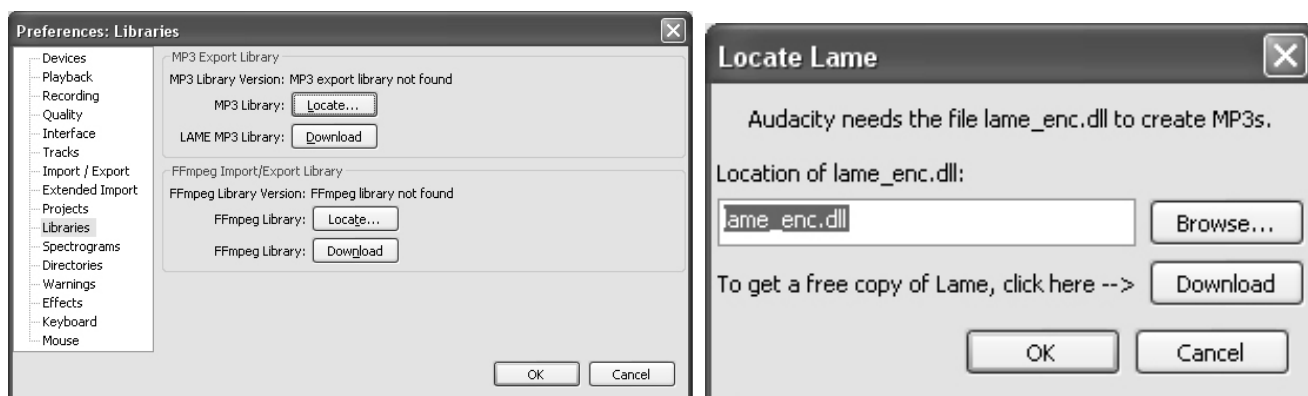 Preferences: Libraries
Devices
Playback
Recording
Quality
Interface
Tracks
Import / Export
Extended Import
Projects
Libraries
Spectrograms
Directories
Warnings
Effects
Keyboard
Mouse
MP3 Export Library
MP3 Library Version: MP3 export library not found
MP3 Library: Locate...
LAME MP3 Library: Download
FFmpeg Import/Export Library
FFmpeg Library Version: FFmpeg library not found
FFmpeg Library: Locate...
FFmpeg Library: Download
OK Cancel
Locate Lame
Audacity needs the file lame_enc.dll to create MP3s.
Location of lame_enc.dll:
lame_enc.dll Browse...
To get a free copy of Lame, click here --> Download
OK Cancel